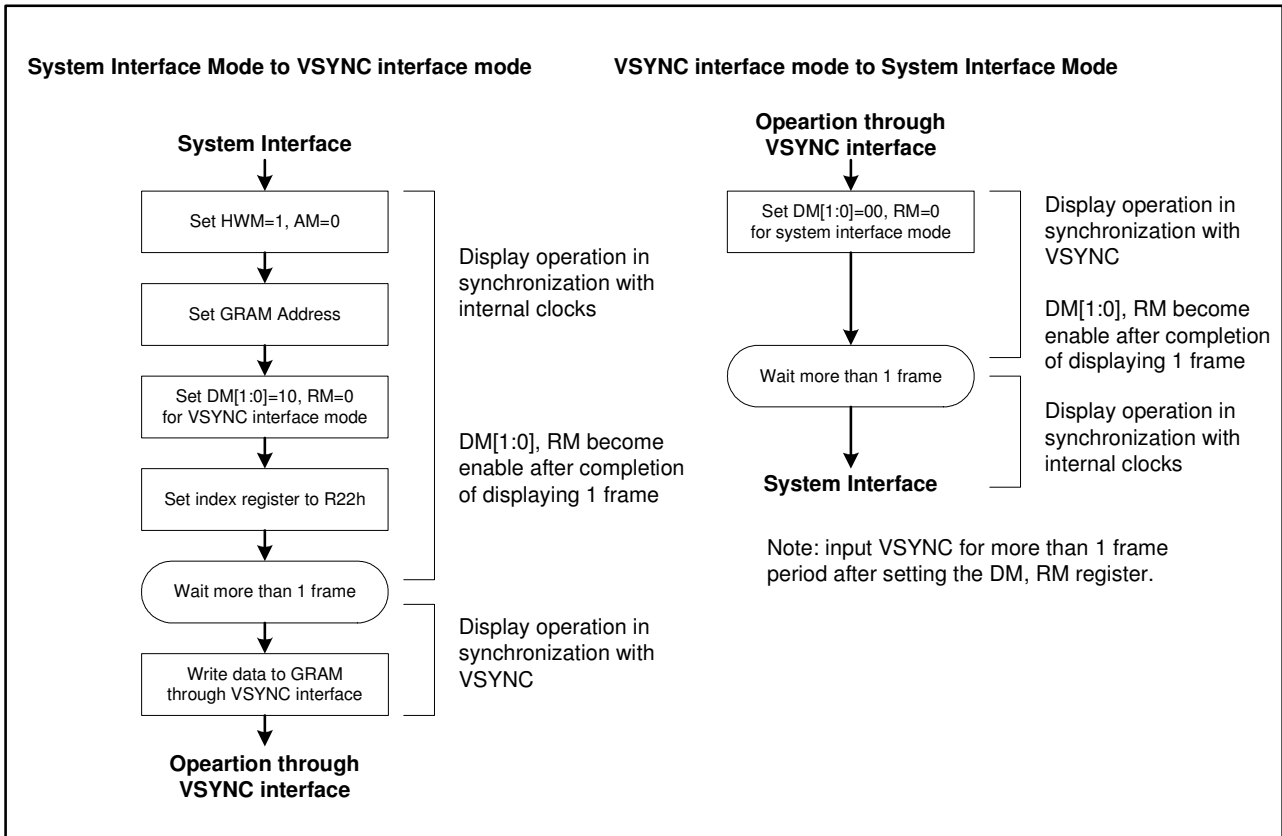 System Interface Mode to VSYNC interface mode
System Interface
Set HWM=1, AM=0
Set GRAM Address
Set DM[1:0]=10, RM=0
for VSYNC interface mode
Set index register to R22h
Wait more than 1 frame
Write data to GRAM
through VSYNC interface
Opeartion through
VSYNC interface
Display operation in
synchronization with
internal clocks
DM[1:0], RM become
enable after completion
of displaying 1 frame
Display operation in
synchronization with
VSYNC
VSYNC interface mode to System Interface Mode
Opeartion through
VSYNC interface
Set DM[1:0]=00, RM=0
for system interface mode
Wait more than 1 frame
System Interface
Display operation in
synchronization with
VSYNC
DM[1:0], RM become
enable after completion
of displaying 1 frame
Display operation in
synchronization with
internal clocks
Note: input VSYNC for more than 1 frame
period after setting the DM, RM register.